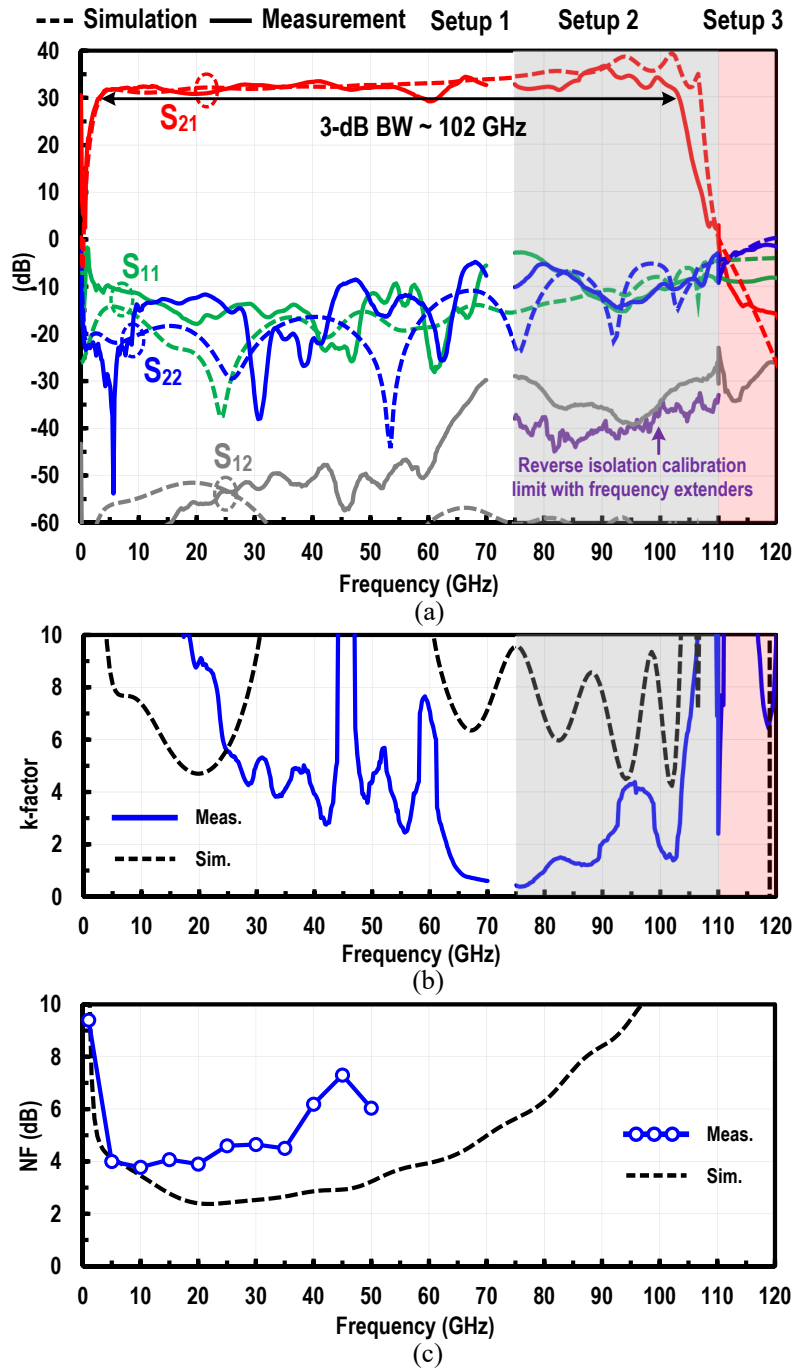 Simulation Measurement Setup 1 Setup 2 Setup 3
40
30
20
10
0
-10
-20
-30
-40
-50
-60
(dB)
S21
3-dB BW ~ 102 GHz
S11
S22
S12
Reverse isolation calibration
limit with frequency extenders
0 10 20 30 40 50 60 70 80 90 100 110 120
Frequency (GHz)
(a)
10
8
6
4
2
0
k-factor
Meas.
Sim.
0 10 20 30 40 50 60 70 80 90 100 110 120
Frequency (GHz)
(b)
10
8
6
4
2
0
NF (dB)
Meas.
Sim.
0 10 20 30 40 50 60 70 80 90 100 110 120
Frequency (GHz)
(c)